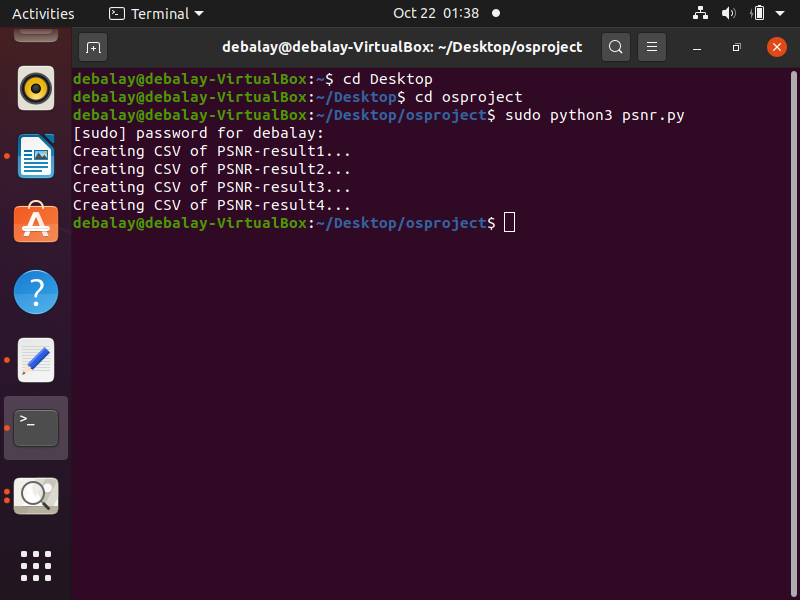 Activities
Terminal
Oct 22 01:38
debalay@debalay-VirtualBox: ~/Desktop/osproject
debalay@debalay-VirtualBox:~$ cd Desktop
debalay@debalay-VirtualBox:~/Desktop$ cd osproject
debalay@debalay-VirtualBox:~/Desktop/osproject$ sudo python3 psnr.py
[sudo] password for debalay:
Creating CSV of PSNR-result1...
Creating CSV of PSNR-result2...
Creating CSV of PSNR-result3...
Creating CSV of PSNR-result4...
debalay@debalay-VirtualBox:~/Desktop/osproject$